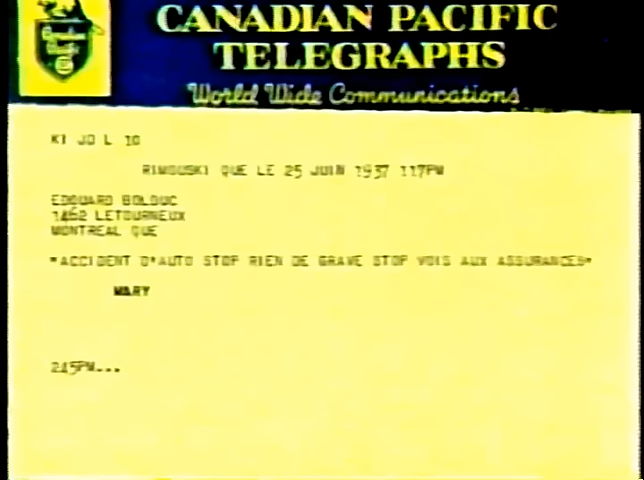 CANADIAN PACIFIC
TELEGRAPHS
World Wide Communications
KI JO L 10
RIMOUSKI QUE LE 25 JUIN 1937 117PM
EDOUARD BOLDUC
1462 LETOURNEUX
MONTREAL QUE
"ACCIDENT D'AUTO STOP RIEN DE GRAVE STOP VOIS AUX ASSURANCES"
MARY
245PM...